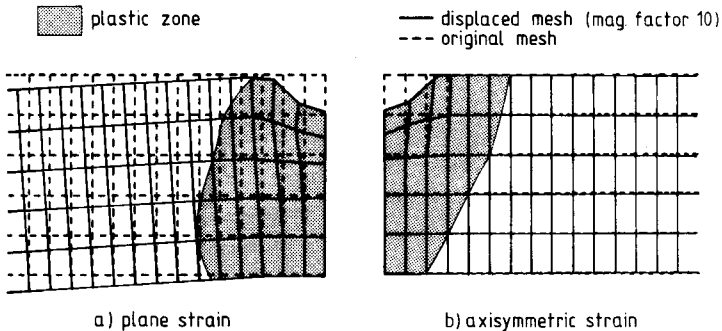 plastic zone
displaced mesh (mag. factor 10)
original mesh
a) plane strain
b) axisymmetric strain